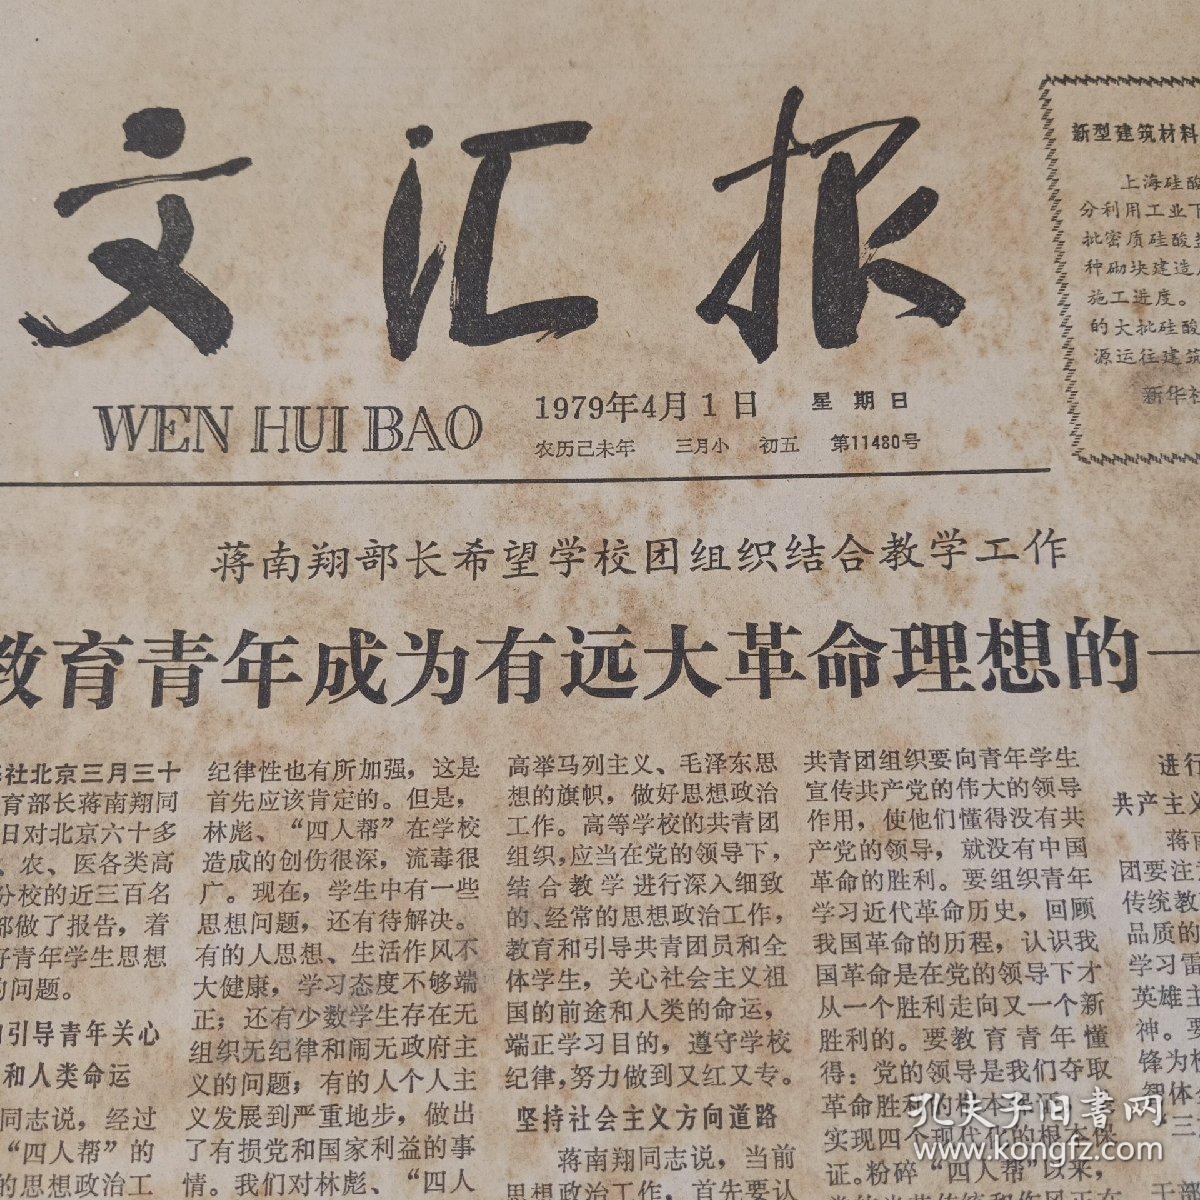 文汇报
WEN HUI BAO
1979年4月1日 星期日
农历己未年 三月小 初五 第11480号
新型建筑材料
上海硅酸
分利用工业下
批密质硅酸
种砌块建造
施工进度。
的大批硅酸
源运往建筑
新华社
蒋南翔部长希望学校团组织结合教学工作
教育青年成为有远大革命理想的一
社北京三月三十
育部长蒋南翔同
日对北京六十多
、农、医各类高
分校的近三百名
部做了报告，着
好青年学生思想
的问题。
引导青年关心
和人类命运
同志说，经过
“四人帮”的
的思想政治工
纪律性也有所加强，这是
首先应该肯定的。但是，
林彪、“四人帮”在学校
造成的创伤很深，流毒很
广。现在，学生中有一些
思想问题，还有待解决。
有的人思想、生活作风不
大健康，学习态度不够端
正；还有少数学生存在无
组织无纪律和闹无政府主
义的问题；有的人个人主
义发展到严重地步，做出
了有损党和国家利益的事
情。我们对林彪、“四人
高举马列主义、毛泽东思
想的旗帜，做好思想政治
工作。高等学校的共青团
组织，应当在党的领导下，
结合教学进行深入细致
的、经常的思想政治工作，
教育和引导共青团员和全
体学生，关心社会主义祖
国的前途和人类的命运，
端正学习目的，遵守学校
纪律，努力做到又红又专。
坚持社会主义方向道路
蒋南翔同志说，当前
思想政治工作，首先要认
共青团组织要向青年学生
宣传共产党的伟大的领导
作用，使他们懂得没有共
产党的领导，就没有中国
革命的胜利。要组织青年
学习近代革命历史，回顾
我国革命的历程，认识我
国革命是在党的领导下才
从一个胜利走向又一个新
胜利的。要教育青年懂
得：党的领导是我们夺取
革命胜利的根本保证，是
实现四个现代化的根本保
证。粉碎“四人帮”以来，
进行
共产主义
蒋南
团要注
传统教
品质的
学习雷
英雄主
神。要
锋为
智体
“三
干部
孔夫子旧书网
www.kongfz.com